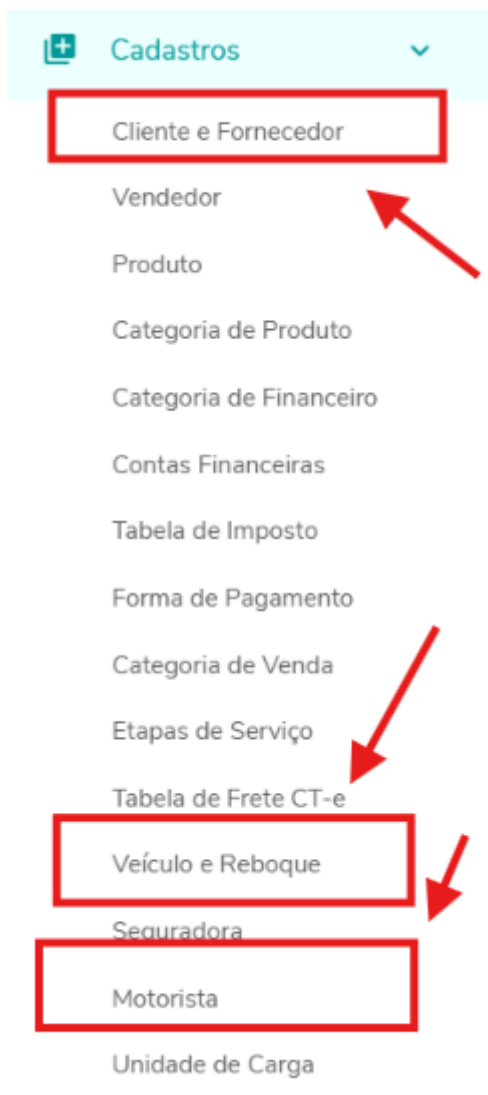 Cadastros
Cliente e Fornecedor
Vendedor
Produto
Categoria de Produto
Categoria de Financeiro
Contas Financeiras
Tabela de Imposto
Forma de Pagamento
Categoria de Venda
Etapas de Serviço
Tabela de Frete CT-e
Veículo e Reboque
Seguradora
Motorista
Unidade de Carga